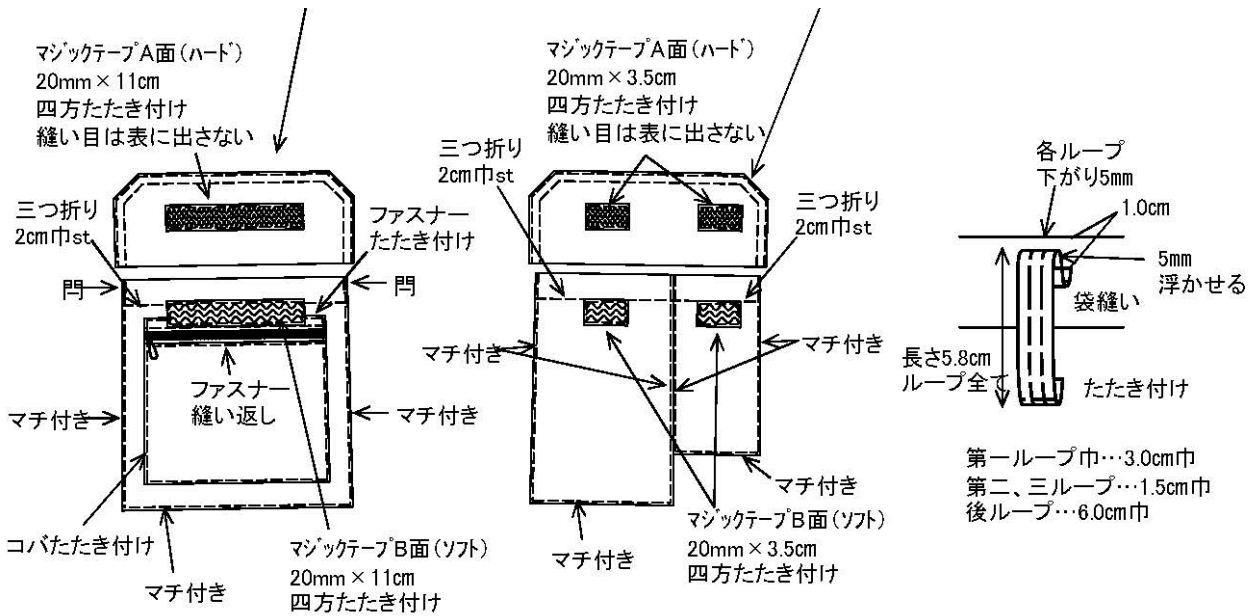 マジックテープA面(ハード)
20mm×11cm
四方たたき付け
縫い目は表に出さない
三つ折り
2cm巾st
ファスナー
たたき付け
閂
閂
マチ付き
マチ付き
ファスナー
縫い返し
コバたたき付け
マチ付き
マジックテープB面(ソフト)
20mm×11cm
四方たたき付け
マジックテープA面(ハード)
20mm×3.5cm
四方たたき付け
縫い目は表に出さない
三つ折り
2cm巾st
三つ折り
2cm巾st
マチ付き
マチ付き
マチ付き
マチ付き
マジックテープB面(ソフト)
20mm×3.5cm
四方たたき付け
各ループ
下がり5mm
1.0cm
5mm
浮かせる
袋縫い
長さ5.8cm
ループ全て
たたき付け
第一ループ巾…3.0cm巾
第二、三ループ…1.5cm巾
後ループ…6.0cm巾